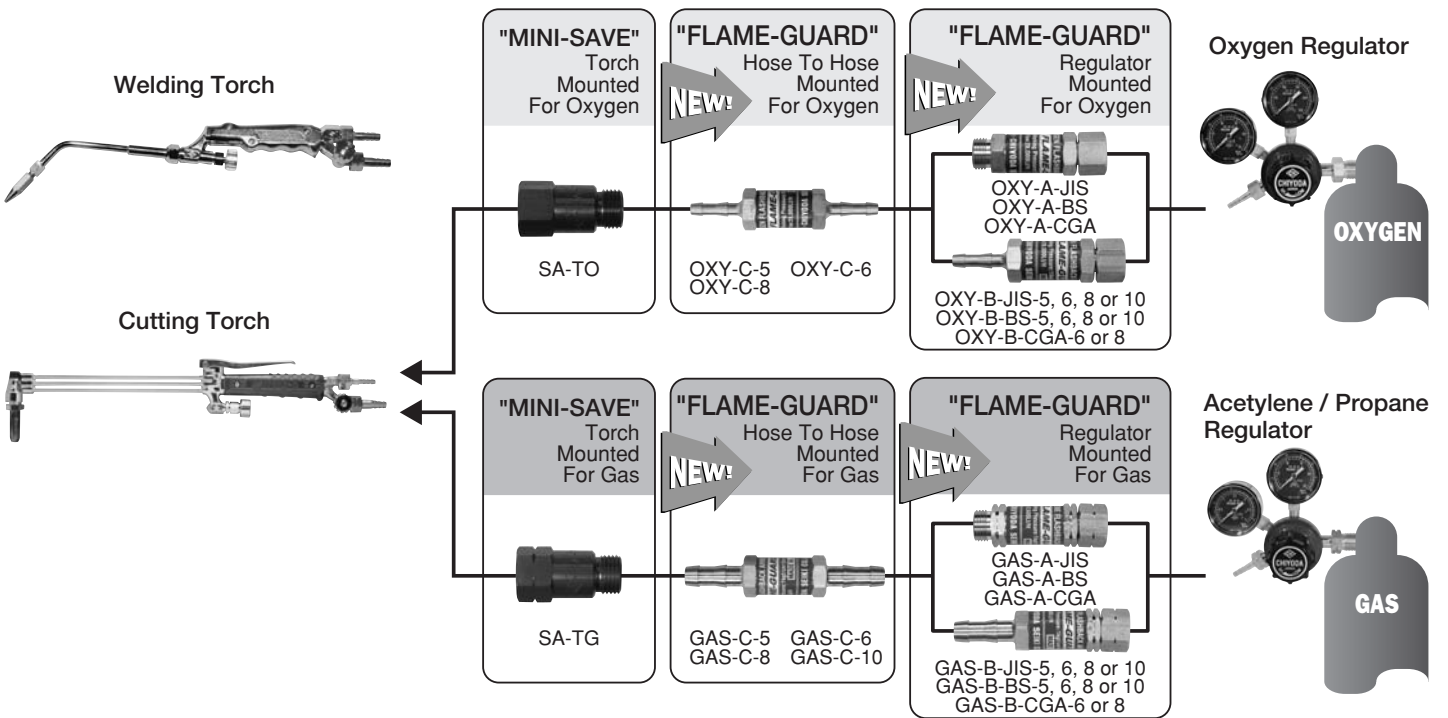 Welding Torch
Cutting Torch
"MINI-SAVE"
Torch
Mounted
For Oxygen
SA-TO
"FLAME-GUARD"
NEW!
Hose To Hose
Mounted
For Oxygen
OXY-C-5 OXY-C-6
OXY-C-8
"FLAME-GUARD"
NEW!
Regulator
Mounted
For Oxygen
OXY-A-JIS
OXY-A-BS
OXY-A-CGA
OXY-B-JIS-5, 6, 8 or 10
OXY-B-BS-5, 6, 8 or 10
OXY-B-CGA-6 or 8
Oxygen Regulator
CHIYODA
OXYGEN
"MINI-SAVE"
Torch
Mounted
For Gas
SA-TG
"FLAME-GUARD"
NEW!
Hose To Hose
Mounted
For Gas
GAS-C-5 GAS-C-6
GAS-C-8 GAS-C-10
"FLAME-GUARD"
NEW!
Regulator
Mounted
For Gas
GAS-A-JIS
GAS-A-BS
GAS-A-CGA
GAS-B-JIS-5, 6, 8 or 10
GAS-B-BS-5, 6, 8 or 10
GAS-B-CGA-6 or 8
Acetylene / Propane
Regulator
CHIYODA
GAS